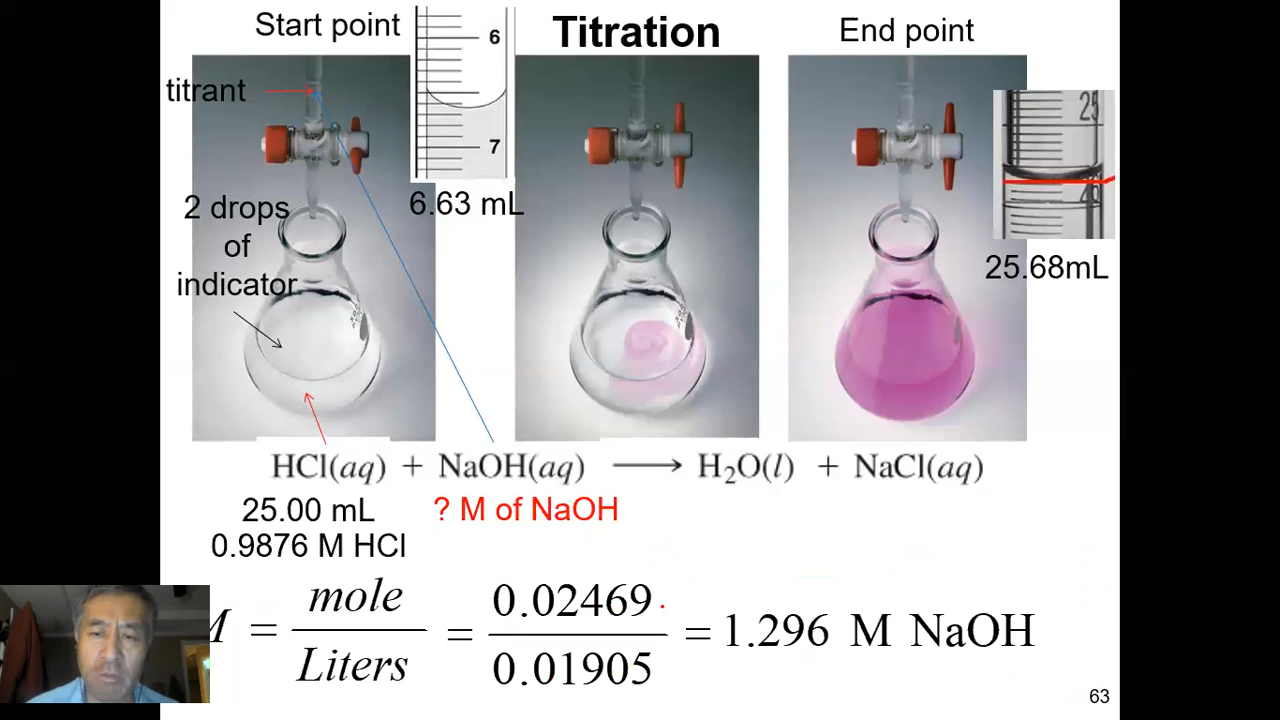 Start point
Titration
End point
titrant
6
7
6.63 mL
25
25.68mL
2 drops
of
indicator
HCl(aq) + NaOH(aq) ⟶ H₂O(l) + NaCl(aq)
25.00 mL
? M of NaOH
0.9876 M HCl
M = mole / Liters = 0.02469 / 0.01905 = 1.296 M NaOH
63